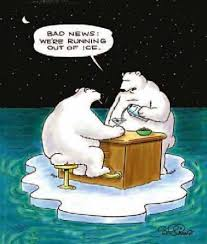 BAD NEWS:
WE'RE RUNNING
OUT OF ICE.